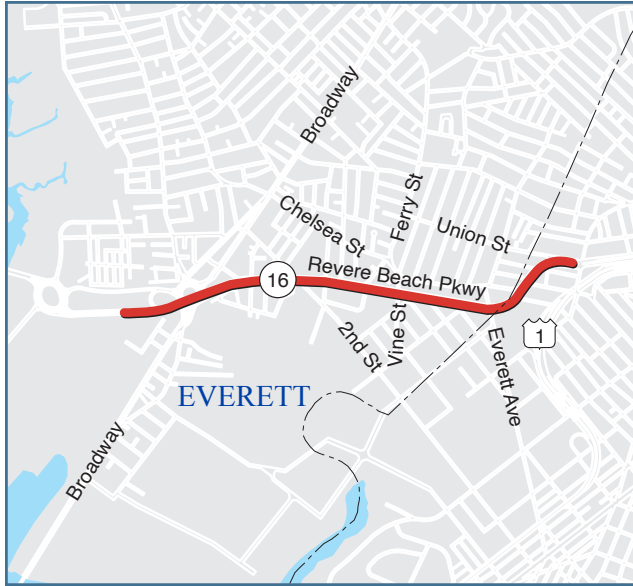 Broadway
Ferry St
Chelsea St
Union St
Revere Beach Pkwy
16
Vine St
2nd St
1
Everett Ave
EVERETT
Broadway